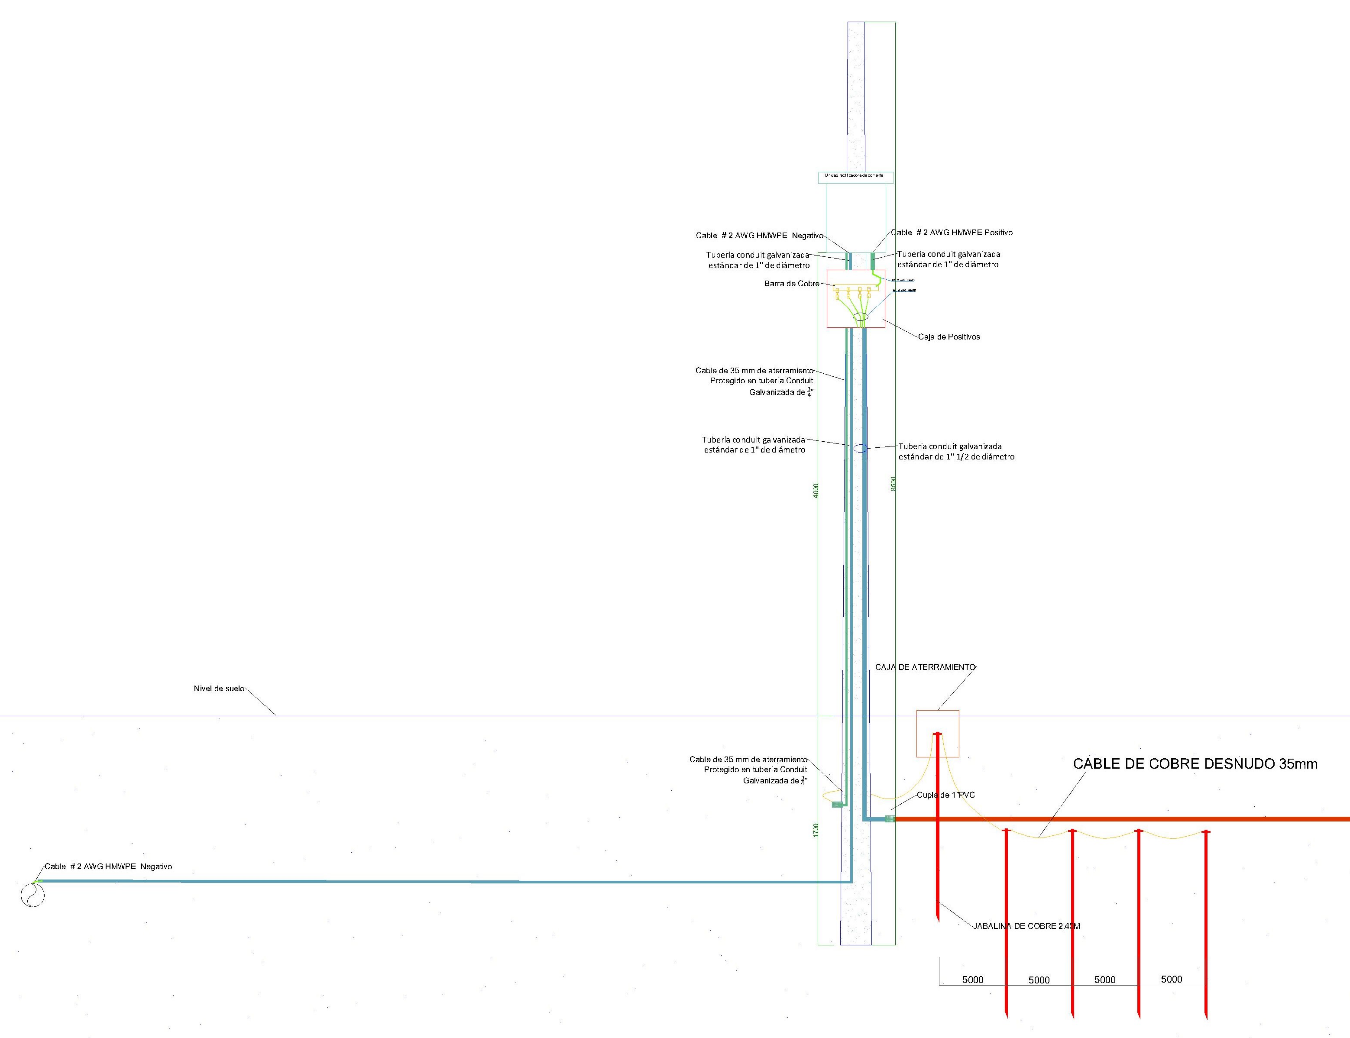 Cable # 2 AWG HMWPE Negativo
Cable # 2 AWG HMWPE Positivo
Tubería conduit galvanizada
estándar de 1" de diámetro
Tubería conduit galvanizada
estándar de 1" de diámetro
Barra de Cobre
Caja de Positivos
Cable de 35 mm de aterramiento
Protegido en tubería Conduit
Galvanizada de 3/4"
Tubería conduit galvanizada
estándar de 1" de diámetro
Tubería conduit galvanizada
estándar de 1" 1/2 de diámetro
4000
CAJA DE ATERRAMIENTO
Nivel de suelo
Cable de 35 mm de aterramiento
Protegido en tubería Conduit
Galvanizada de
CABLE DE COBRE DESNUDO 35mm
Cupla de 1"PVC
1700
Cable # 2 AWG HMWPE Negativo
JABALINA DE COBRE
5000
5000
5000
5000